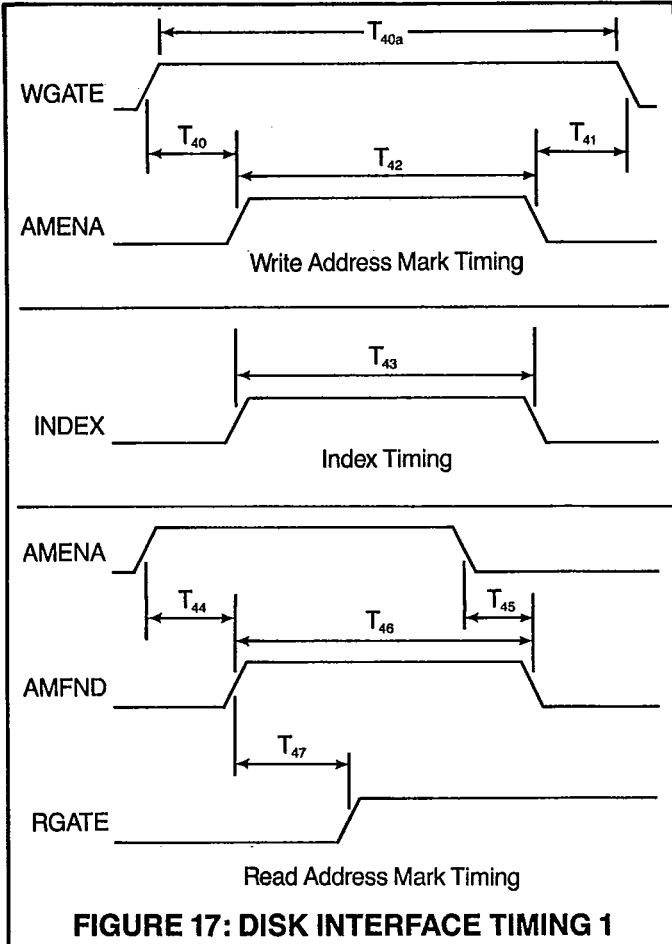 T40a
WGATE
T40 T42 T41
AMENA
Write Address Mark Timing
T43
INDEX
Index Timing
AMENA
T44 T46 T45
AMFND
T47
RGATE
Read Address Mark Timing
FIGURE 17: DISK INTERFACE TIMING 1